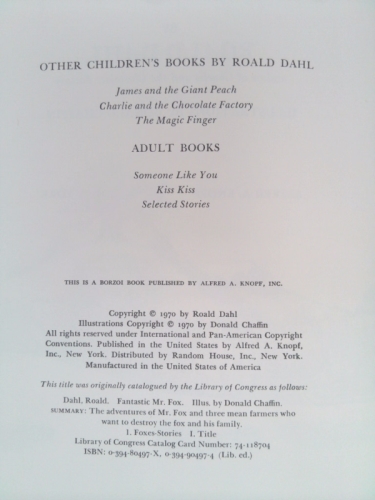 OTHER CHILDREN'S BOOKS BY ROALD DAHL
James and the Giant Peach
Charlie and the Chocolate Factory
The Magic Finger
ADULT BOOKS
Someone Like You
Kiss Kiss
Selected Stories
THIS IS A BORZOI BOOK PUBLISHED BY ALFRED A. KNOPF, INC.
Copyright © 1970 by Roald Dahl
Illustrations Copyright © 1970 by Donald Chaffin
All rights reserved under International and Pan-American Copyright
Conventions. Published in the United States by Alfred A. Knopf,
Inc., New York. Distributed by Random House, Inc., New York.
Manufactured in the United States of America
This title was originally catalogued by the Library of Congress as follows:
Dahl, Roald. Fantastic Mr. Fox. Illus. by Donald Chaffin.
SUMMARY: The adventures of Mr. Fox and three mean farmers who
want to destroy the fox and his family.
1. Foxes-Stories I. Title
Library of Congress Catalog Card Number: 74-118704
ISBN: 0-394-80497-X, 0-394-90497-4 (Lib. ed.)